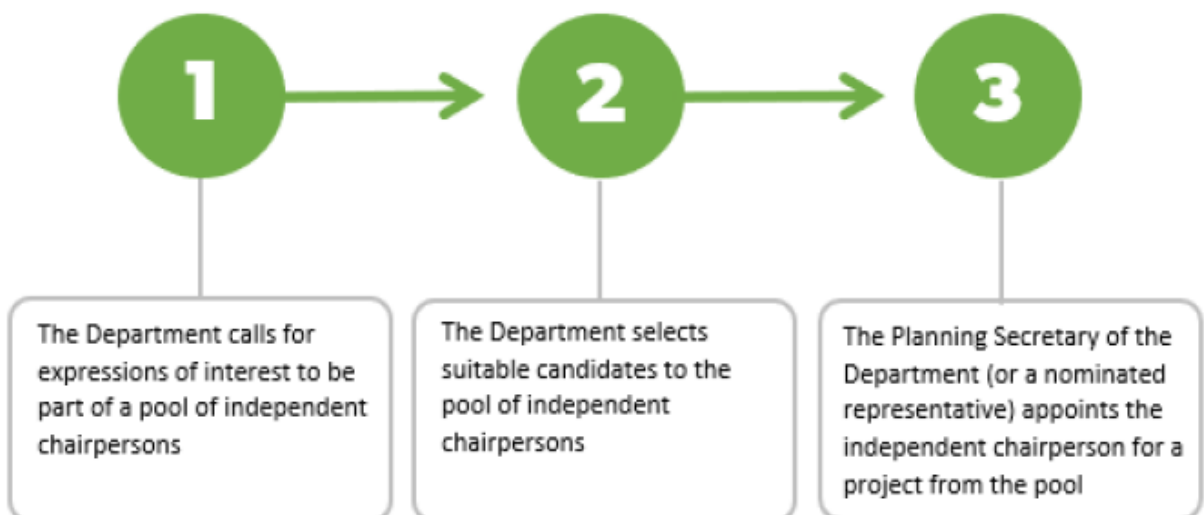 1
2
3
The Department calls for
expressions of interest to be
part of a pool of independent
chairpersons
The Department selects
suitable candidates to the
pool of independent
chairpersons
The Planning Secretary of the
Department (or a nominated
representative) appoints the
independent chairperson for a
project from the pool